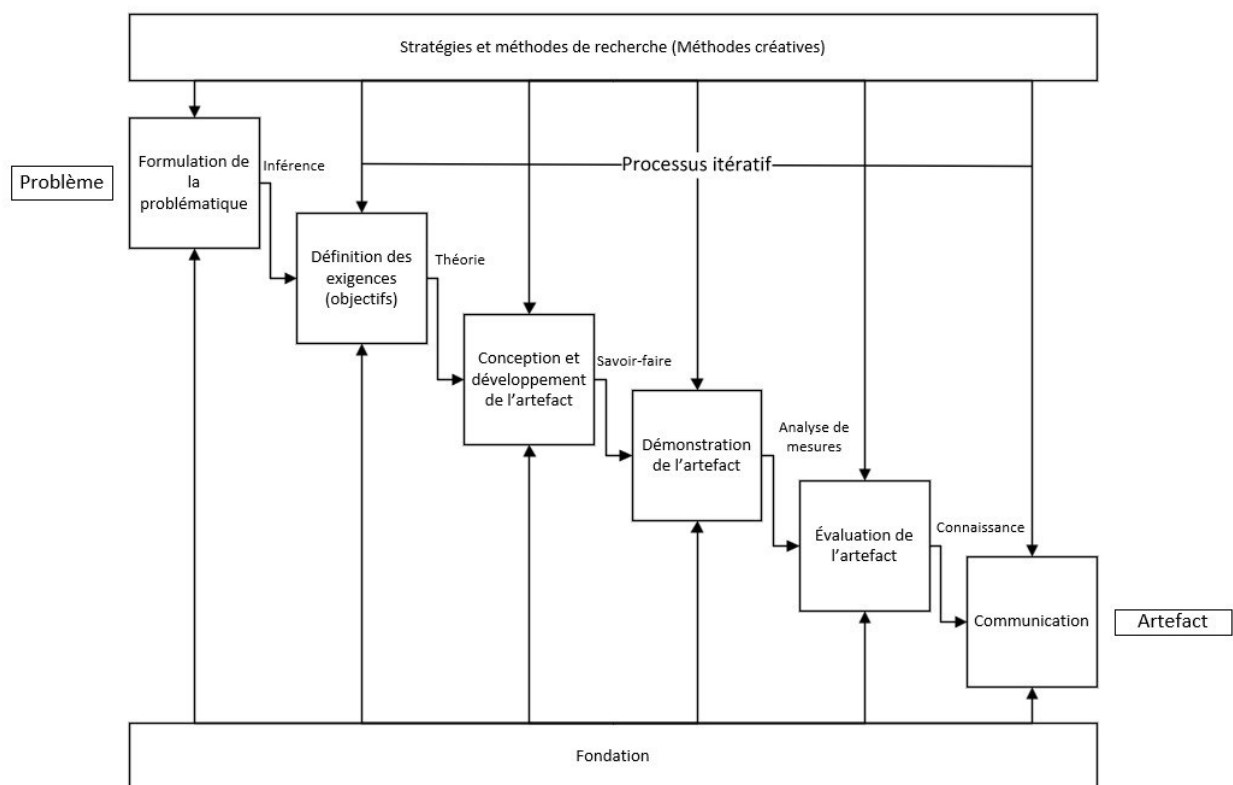 Stratégies et méthodes de recherche (Méthodes créatives)
Problème
Formulation de
la
problématique
Inférence
Processus itératif
Définition des
exigences
(objectifs)
Théorie
Conception et
développement
de l’artefact
Savoir-faire
Démonstration
de l’artefact
Analyse de
mesures
Évaluation de
l’artefact
Connaissance
Communication
Artefact
Fondation